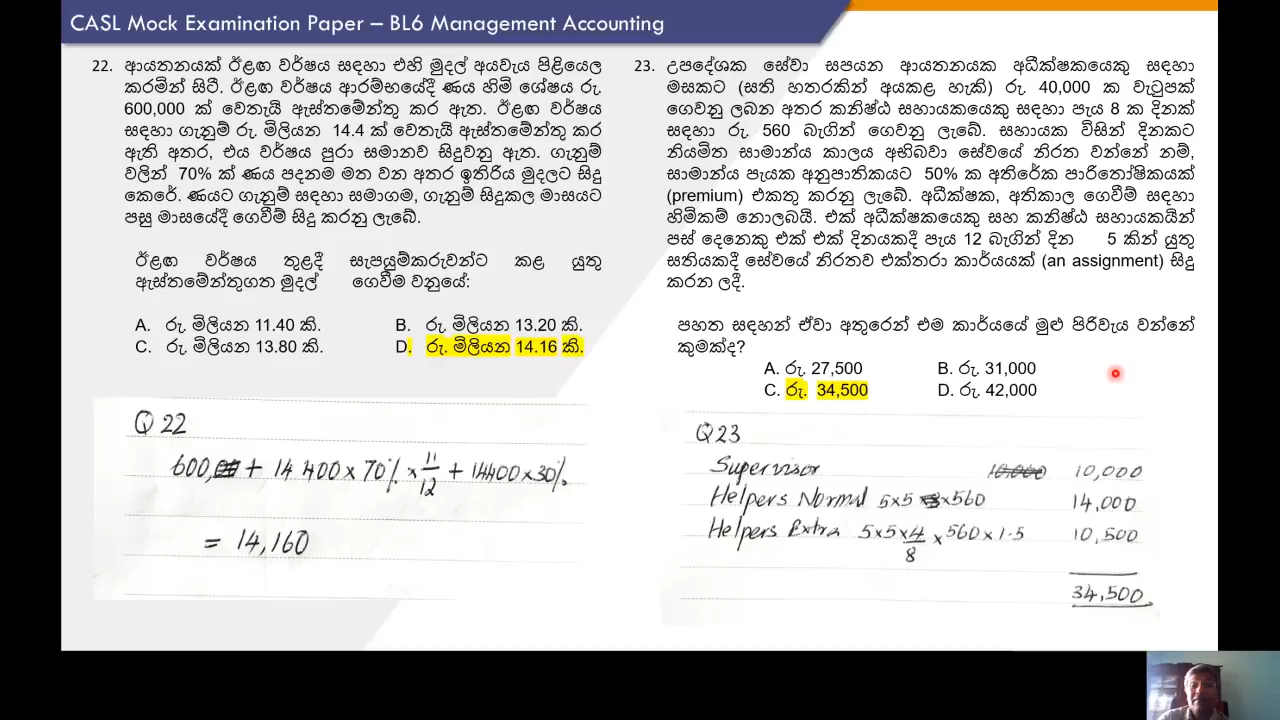 CASL Mock Examination Paper – BL6 Management Accounting
22. ආයතනයක් ඊළඟ වර්ෂය සඳහා එහි මුදල් අයවැය පිළියෙල
කරමින් සිටී. ඊළඟ වර්ෂය ආරම්භයේදී ණය හිමි ශේෂය රු.
600,000 ක් වෙතැයි ඇස්තමේන්තු කර ඇත. ඊළඟ වර්ෂය
සඳහා ගැනුම් රු. මිලියන 14.4 ක් වෙතැයි ඇස්තමේන්තු කර
ඇති අතර, එය වර්ෂය පුරා සමානව සිදුවනු ඇත. ගැනුම්
වලින් 70% ක් ණය පදනම මත වන අතර ඉතිරිය මුදලට සිදු
කෙරේ. ණයට ගැනුම් සඳහා සමාගම, ගැනුම් සිදුකල මාසයට
පසු මාසයේදී ගෙවීම් සිදු කරනු ලැබේ.
ඊළඟ වර්ෂය තුළදී සැපයුම්කරුවන්ට කළ යුතු
ඇස්තමේන්තුගත මුදල් ගෙවීම වනුයේ:
A. රු. මිලියන 11.40 කි. B. රු. මිලියන 13.20 කි.
C. රු. මිලියන 13.80 කි. D. රු. මිලියන 14.16 කි.
Q 22
600, + 14 400 × 70% × 11/12 + 14400 × 30%
= 14,160
23. උපදේශක සේවා සපයන ආයතනයක අධීක්ෂකයෙකු සඳහා
මසකට (සති හතරකින් අයකළ හැකි) රු. 40,000 ක වැටුපක්
ගෙවනු ලබන අතර කනිෂ්ඨ සහායකයෙකු සඳහා පැය 8 ක දිනක්
සඳහා රු. 560 බැගින් ගෙවනු ලැබේ. සහායක විසින් දිනකට
නියමිත සාමාන්ය කාලය අභිබවා සේවයේ නිරත වන්නේ නම්,
සාමාන්ය පැයක අනුපාතිකයට 50% ක අතිරේක පාරිතෝෂිකයක්
(premium) එකතු කරනු ලැබේ. අධීක්ෂක, අතිකාල ගෙවීම් සඳහා
හිමිකම් නොලබයි. එක් අධීක්ෂකයෙකු සහ කනිෂ්ඨ සහායකයින්
පස් දෙනෙකු එක් එක් දිනයකදී පැය 12 බැගින් දින 5 කින් යුතු
සතියකදී සේවයේ නිරතව එක්තරා කාර්යයක් (an assignment) සිදු
කරන ලදී.
පහත සඳහන් ඒවා අතුරෙන් එම කාර්යයේ මුළු පිරිවැය වන්නේ
කුමක්ද?
A. රු. 27,500 B. රු. 31,000
C. රු. 34,500 D. රු. 42,000
Q 23
Supervisor 10,000 10,000
Helpers Normal 5×5 ×560 14,000
Helpers Extra 5×5×4/8 × 560 × 1.5 10,500
34,500